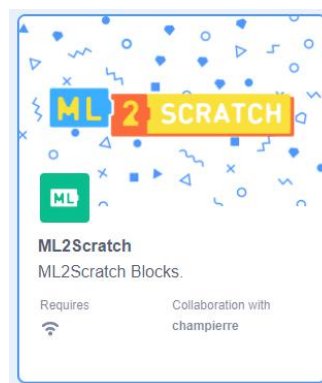 ML 2 SCRATCH
ML
ML2Scratch
ML2Scratch Blocks.
Requires Collaboration with
champierre